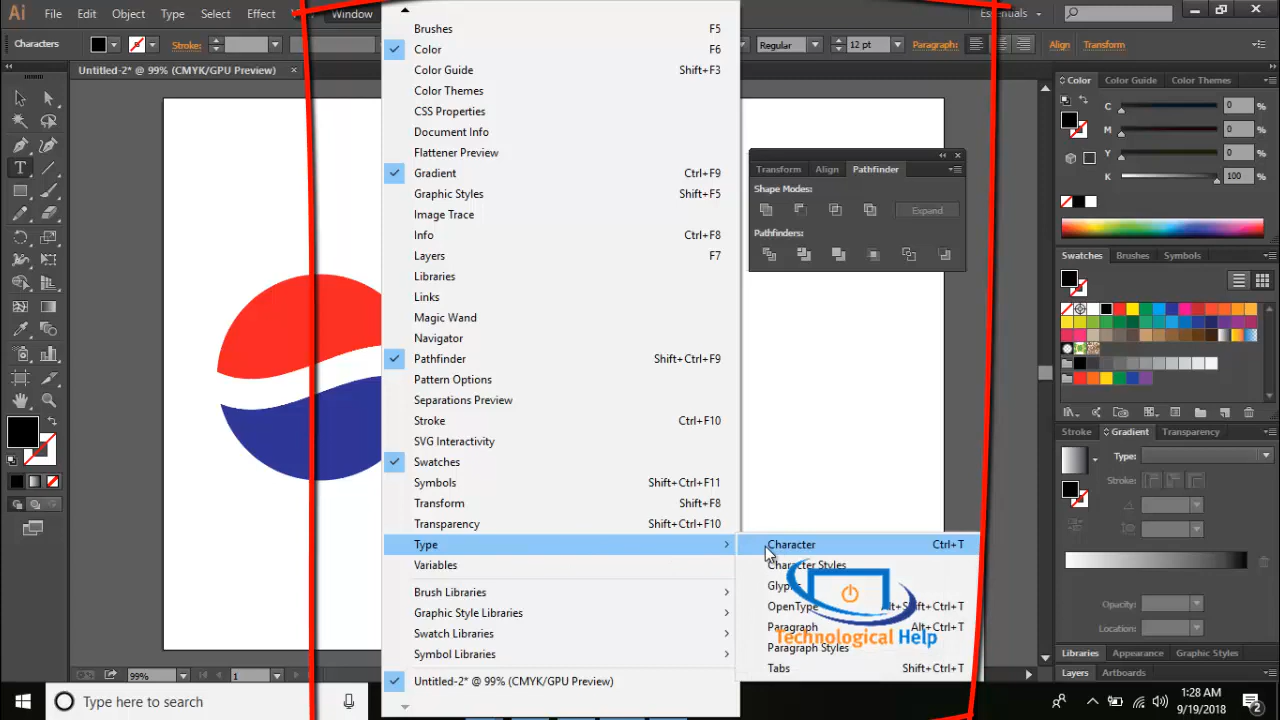 Ai File Edit Object Type Select Effect Window Essentials
Characters Stroke: Regular 12 pt Paragraph: Align Transform
Untitled-2* @ 99% (CMYK/GPU Preview) ×
Brushes F5
Color F6
Color Guide Shift+F3
Color Themes
CSS Properties
Document Info
Flattener Preview
Gradient Ctrl+F9
Graphic Styles Shift+F5
Image Trace
Info Ctrl+F8
Layers F7
Libraries
Links
Magic Wand
Navigator
Pathfinder Shift+Ctrl+F9
Pattern Options
Separations Preview
Stroke Ctrl+F10
SVG Interactivity
Swatches
Symbols Shift+Ctrl+F11
Transform Shift+F8
Transparency Shift+Ctrl+F10
Type
Variables
Brush Libraries
Graphic Style Libraries
Swatch Libraries
Symbol Libraries
Untitled-2* @ 99% (CMYK/GPU Preview)
Character Ctrl+T
Character Styles
OpenType Alt+Shift+Ctrl+T
Paragraph Alt+Ctrl+T
Technological Help
Paragraph Styles
Tabs Shift+Ctrl+T
Transform Align Pathfinder
Shape Modes:
Expand
Pathfinders:
Color Color Guide Color Themes
C 0
M 0
Y 0
K 100
Swatches Brushes Symbols
Stroke Gradient Transparency
Type:
Stroke:
Opacity:
Location:
Libraries Appearance Graphic Styles
Layers Artboards
99% 1
Type here to search
1:28 AM
9/19/2018
2